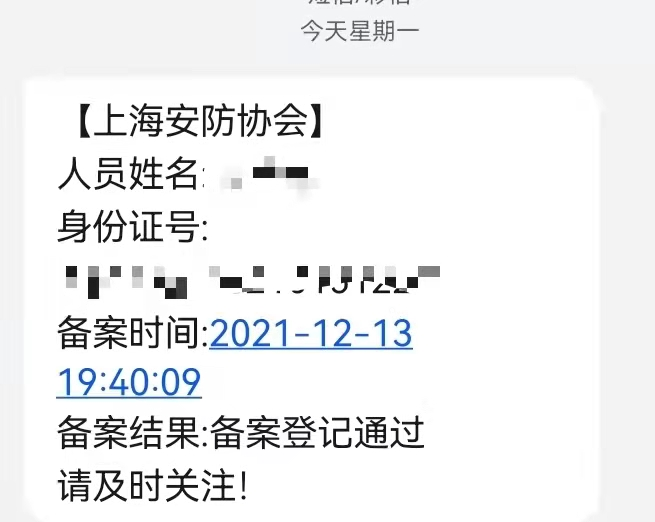 今天星期一
【上海安防协会】
人员姓名:
身份证号:
备案时间:2021-12-13
19:40:09
备案结果:备案登记通过
请及时关注!